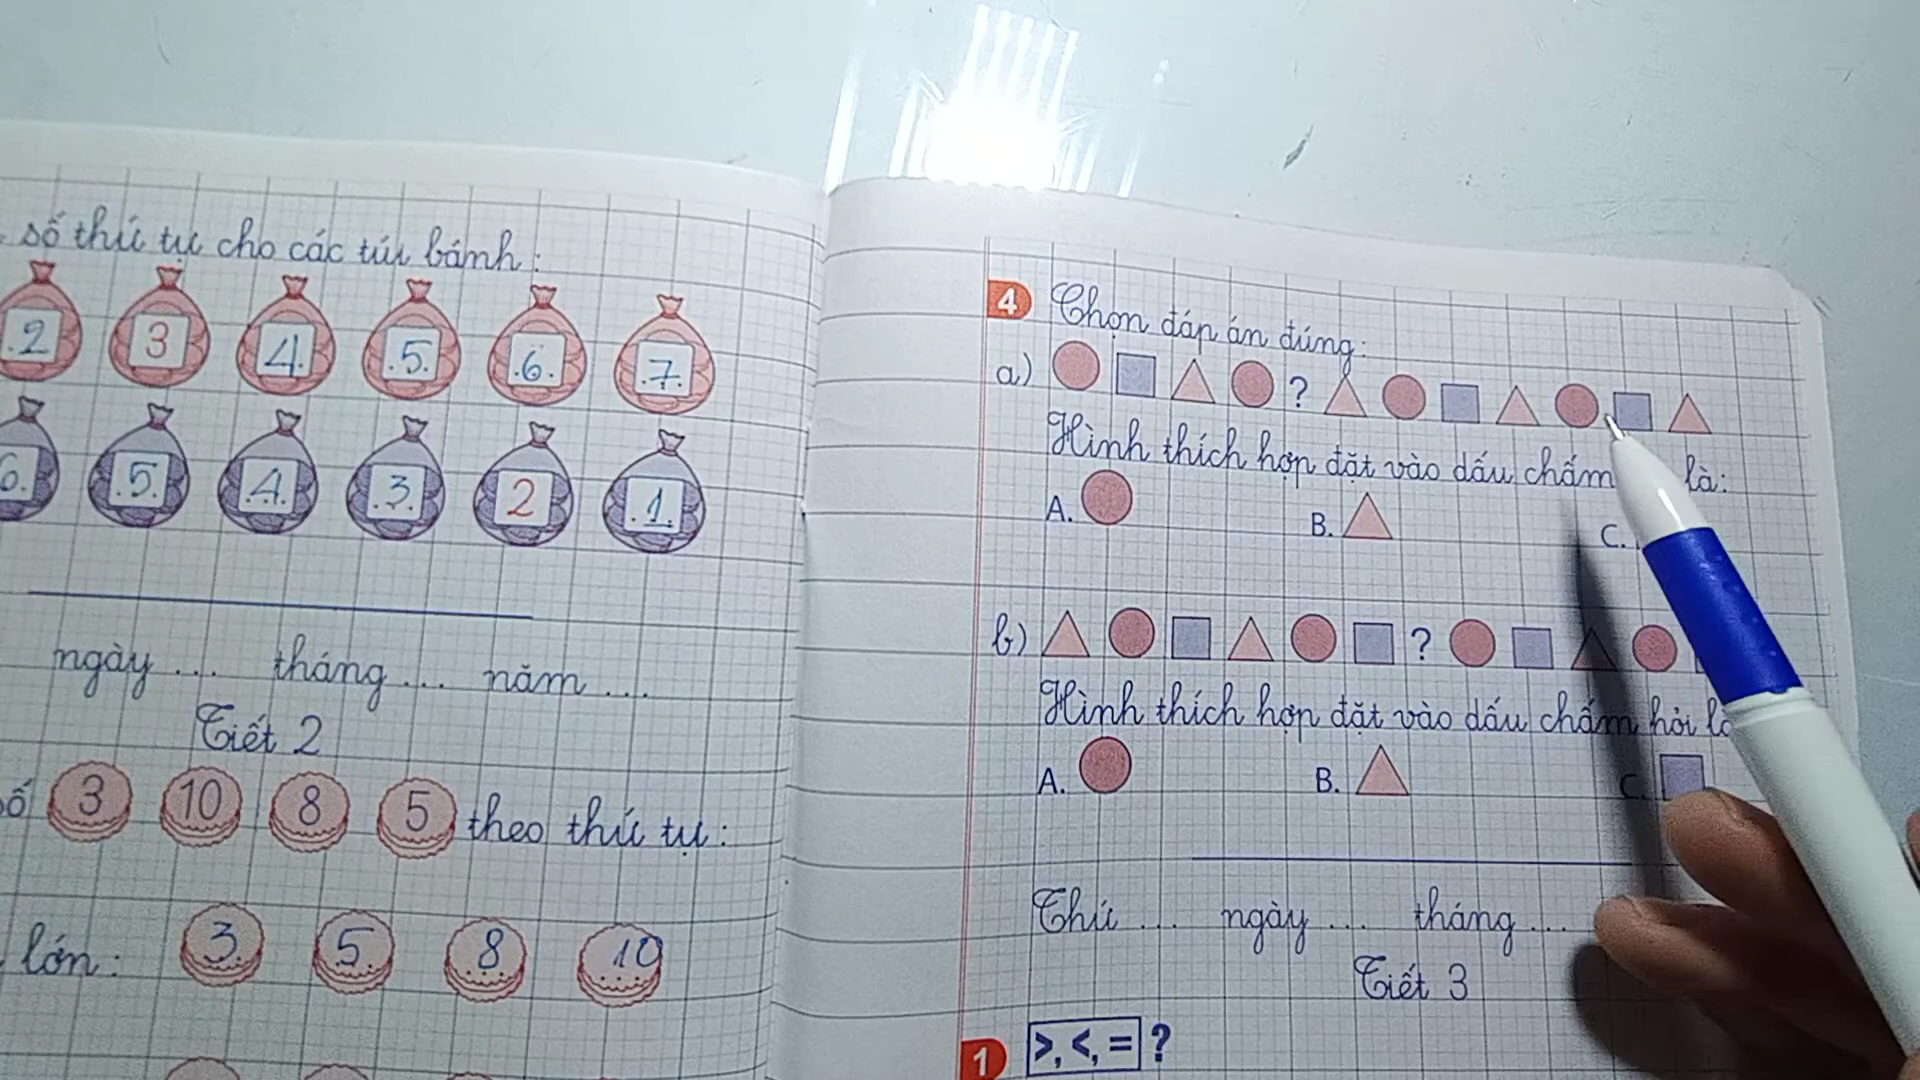 số thứ tự cho các túi bánh:
2 3 4 5 6 7
6 5 4 3 2 1
ngày ... tháng ... năm ...
Tiết 2
số 3 10 8 5 theo thứ tự:
lớn: 3 5 8 10
4 Chọn đáp án đúng:
a) ?
Hình thích hợp đặt vào dấu chấm là:
A. B. C.
b) ?
Hình thích hợp đặt vào dấu chấm hỏi
A. B. C.
Thứ ... ngày ... tháng ...
Tiết 3
1 >, <, = ?